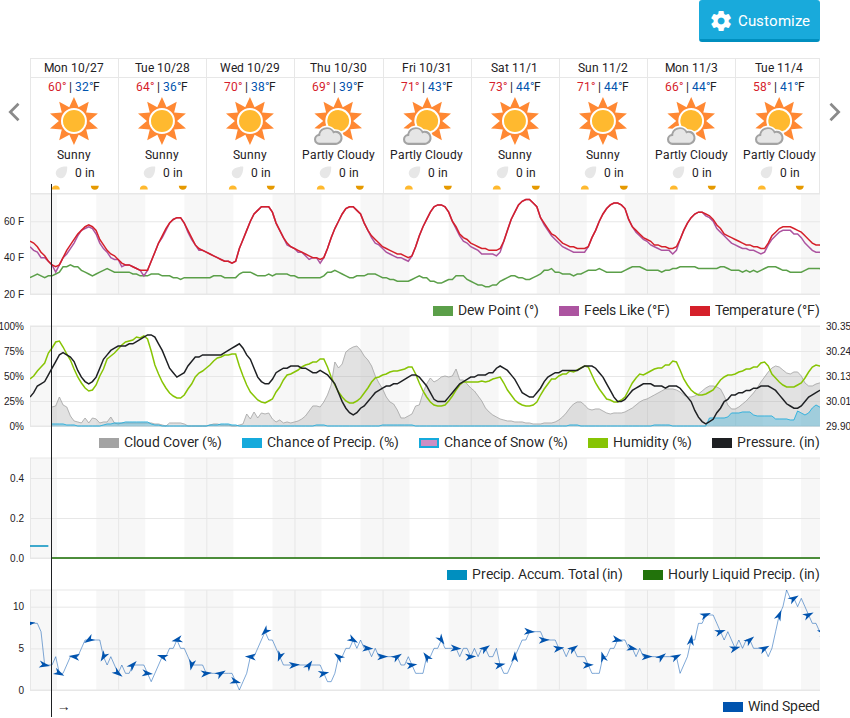 Customize
Mon 10/27 Tue 10/28 Wed 10/29 Thu 10/30 Fri 10/31 Sat 11/1 Sun 11/2 Mon 11/3 Tue 11/4
60° | 32°F 64° | 36°F 70° | 38°F 69° | 39°F 71° | 43°F 73° | 44°F 71° | 44°F 66° | 44°F 58° | 41°F
Sunny Sunny Sunny Partly Cloudy Partly Cloudy Sunny Sunny Partly Cloudy Partly Cloudy
0 in 0 in 0 in 0 in 0 in 0 in 0 in 0 in 0 in
60 F
40 F
20 F
Dew Point (°) Feels Like (°F) Temperature (°F)
100% 30.35
75% 30.24
50% 30.13
25% 30.01
0% 29.90
Cloud Cover (%) Chance of Precip. (%) Chance of Snow (%) Humidity (%) Pressure. (in)
0.4
0.2
0.0
Precip. Accum. Total (in) Hourly Liquid Precip. (in)
10
5
0
→ Wind Speed